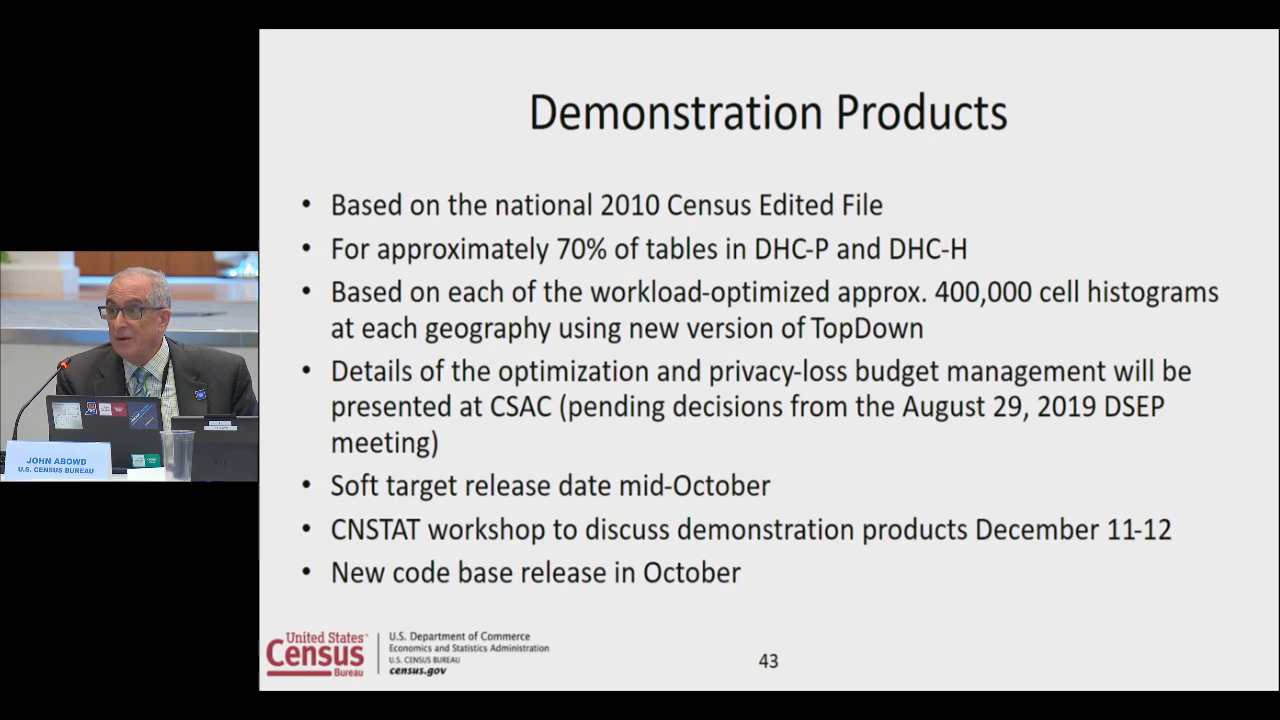 Demonstration Products
• Based on the national 2010 Census Edited File
• For approximately 70% of tables in DHC-P and DHC-H
• Based on each of the workload-optimized approx. 400,000 cell histograms
at each geography using new version of TopDown
• Details of the optimization and privacy-loss budget management will be
presented at CSAC (pending decisions from the August 29, 2019 DSEP
meeting)
• Soft target release date mid-October
• CNSTAT workshop to discuss demonstration products December 11-12
• New code base release in October
JOHN ABOWD
U.S. CENSUS BUREAU
United States™
Census
Bureau
U.S. Department of Commerce
Economics and Statistics Administration
U.S. CENSUS BUREAU
census.gov
43